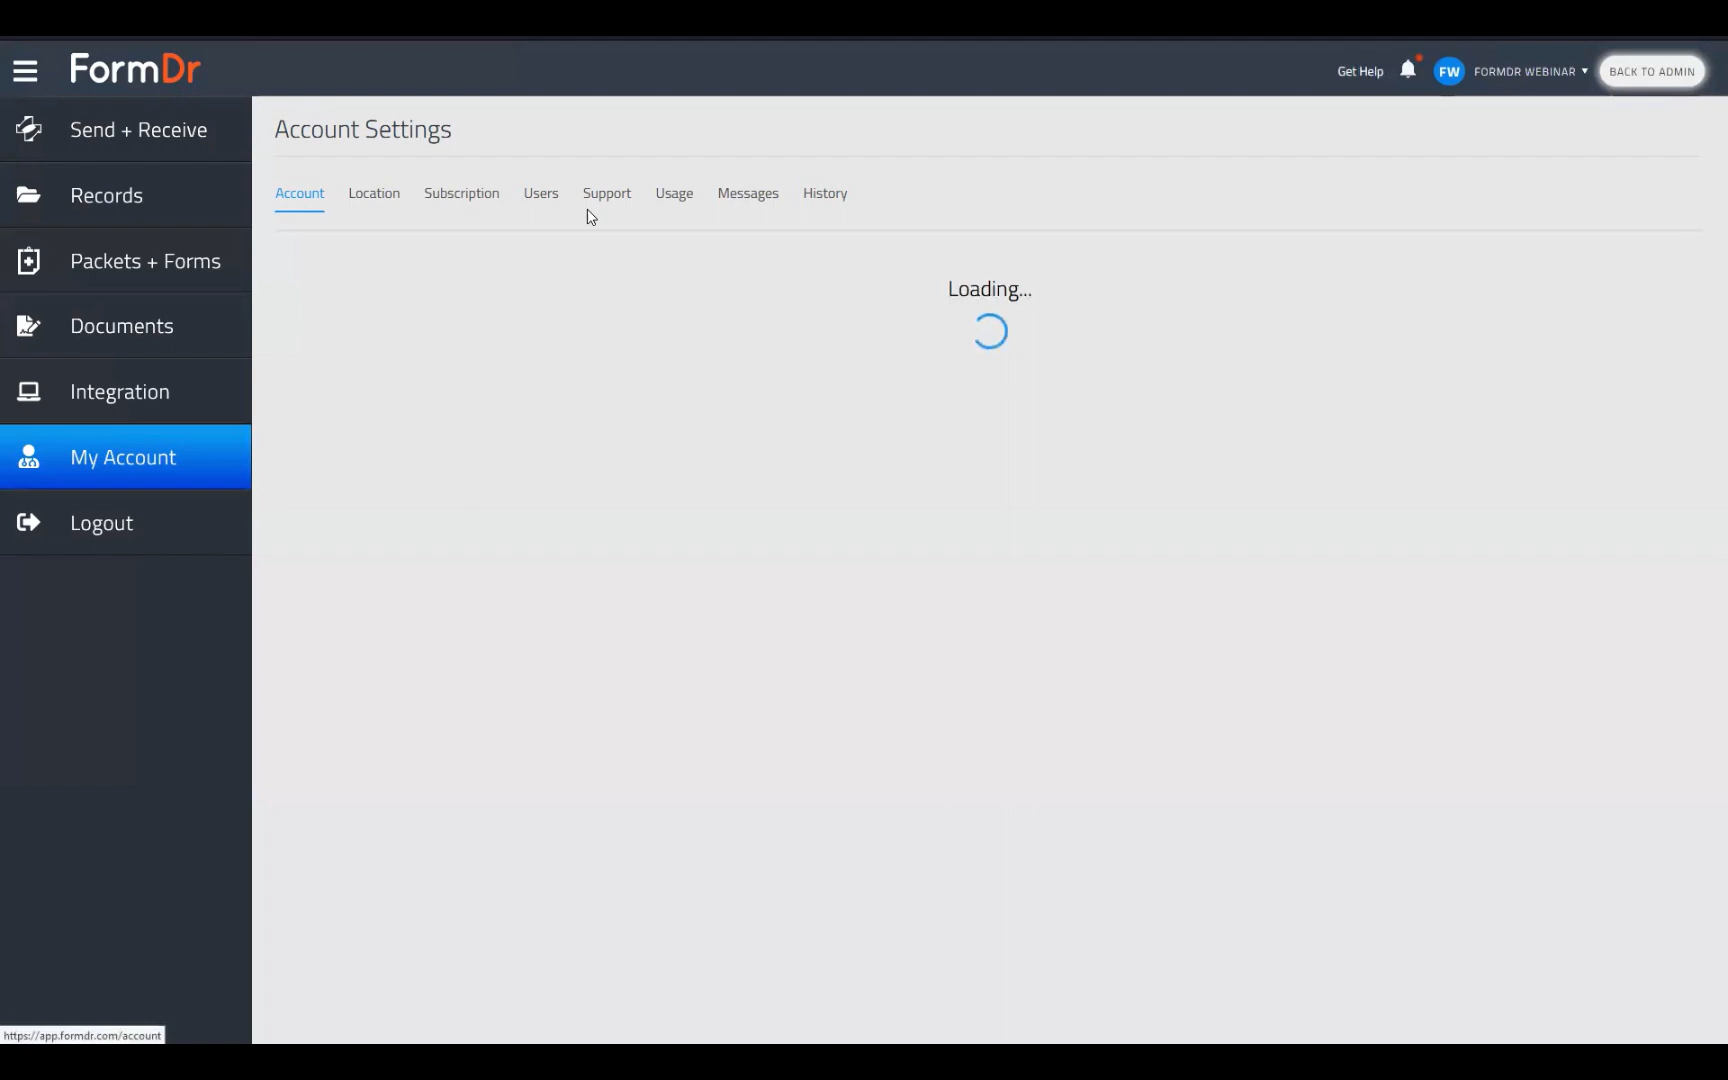 FormDr
Get Help
FW
FORMDR WEBINAR
BACK TO ADMIN
Send + Receive
Records
Packets + Forms
Documents
Integration
My Account
Logout
Account Settings
Account Location Subscription Users Support Usage Messages History
Loading...
https://app.formdr.com/account